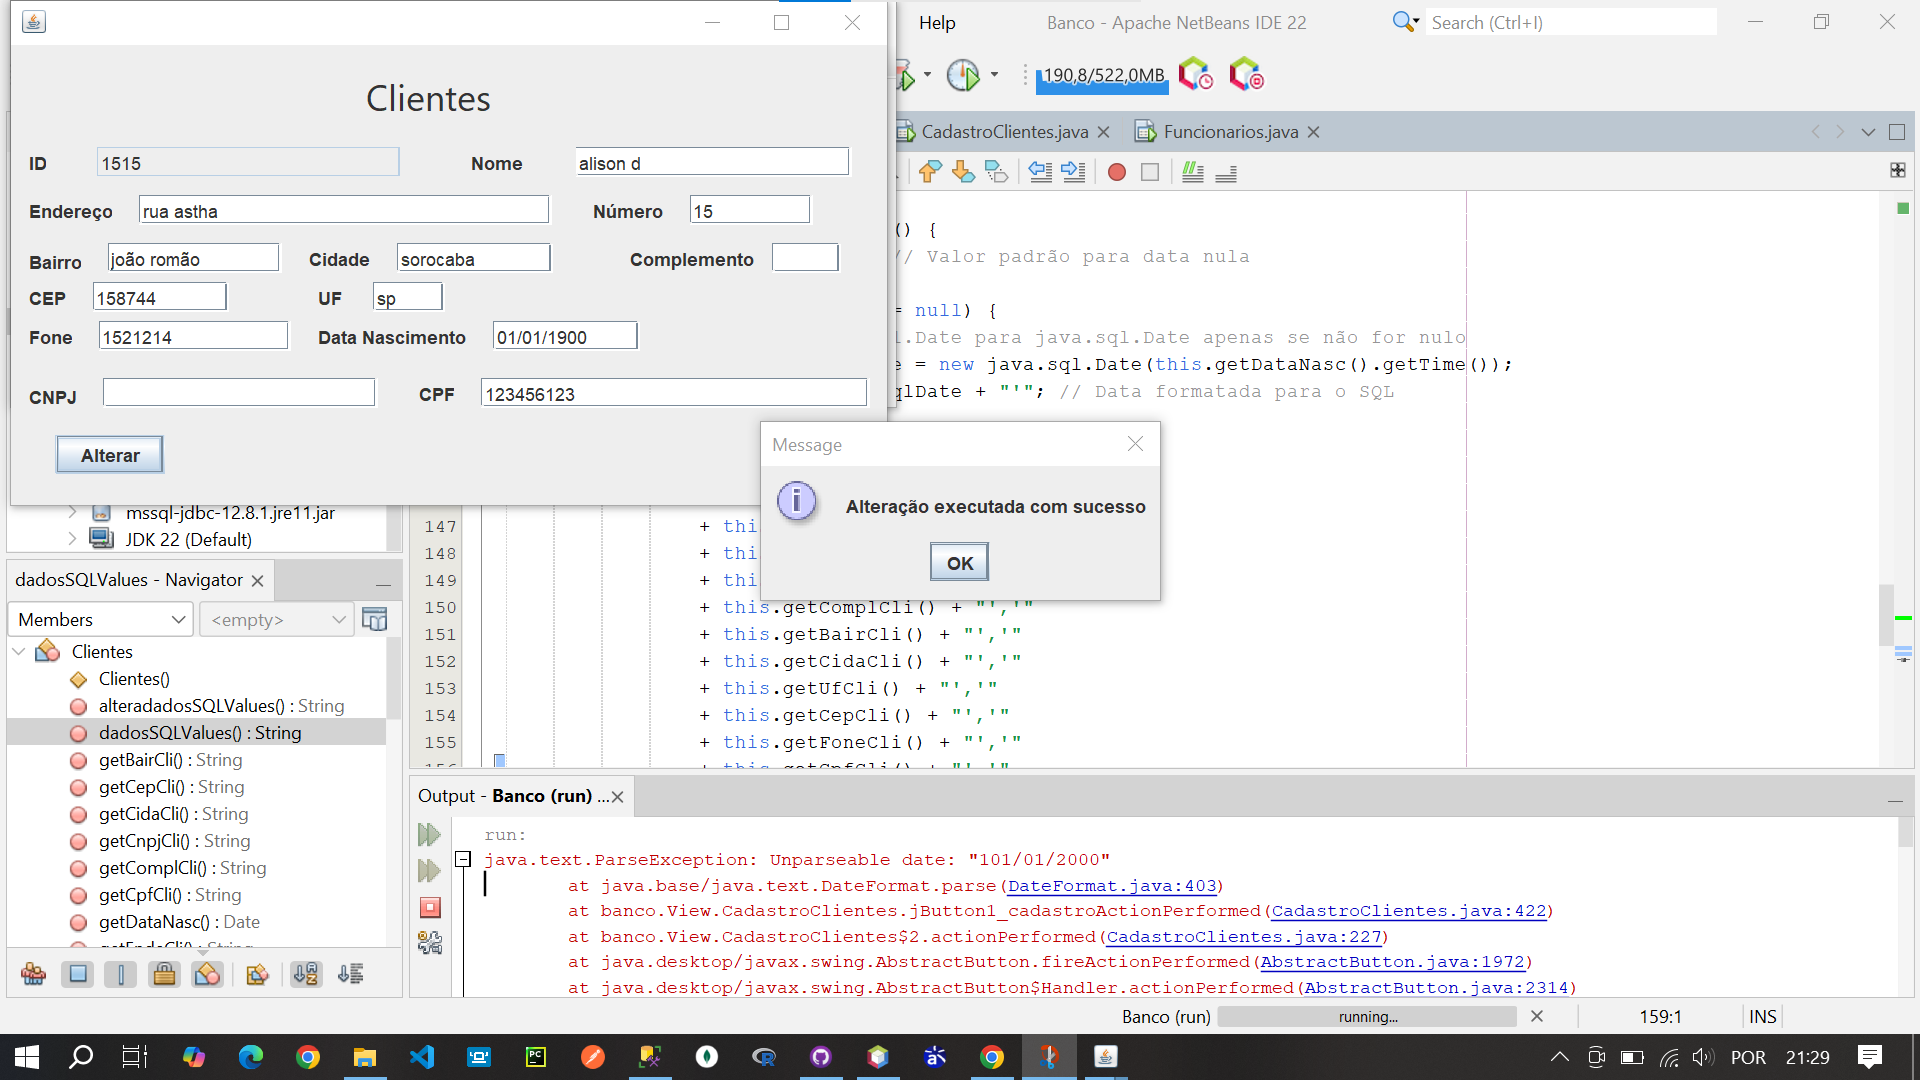 Clientes
ID 1515 Nome alison d
Endereço rua astha Número 15
Bairro joão romão Cidade sorocaba Complemento
CEP 158744 UF sp
Fone 1521214 Data Nascimento 01/01/1900
CNPJ CPF 123456123
Alterar
Help Banco - Apache NetBeans IDE 22 Search (Ctrl+I)
190,8/522,0MB
CadastroClientes.java Funcionarios.java
() {
// Valor padrão para data nula
= null) {
.Date para java.sql.Date apenas se não for nulo
= new java.sql.Date(this.getDataNasc().getTime());
qlDate + "'"; // Data formatada para o SQL
Message
Alteração executada com sucesso
OK
mssql-jdbc-12.8.1.jre11.jar
JDK 22 (Default)
147 + thi
148 + thi
149 + thi
150 + this.getComplCli() + "','"
151 + this.getBairCli() + "','"
152 + this.getCidaCli() + "','"
153 + this.getUfCli() + "','"
154 + this.getCepCli() + "','"
155 + this.getFoneCli() + "','"
156 + this.getCpfCli() + "','"
dadosSQLValues - Navigator
Members <empty>
Clientes
Clientes()
alteradadosSQLValues() : String
dadosSQLValues() : String
getBairCli() : String
getCepCli() : String
getCidaCli() : String
getCnpjCli() : String
getComplCli() : String
getCpfCli() : String
getDataNasc() : Date
getEndeCli() : String
Output - Banco (run) ...
run:
java.text.ParseException: Unparseable date: "101/01/2000"
at java.base/java.text.DateFormat.parse(DateFormat.java:403)
at banco.View.CadastroClientes.jButton1_cadastroActionPerformed(CadastroClientes.java:422)
at banco.View.CadastroClientes$2.actionPerformed(CadastroClientes.java:227)
at java.desktop/javax.swing.AbstractButton.fireActionPerformed(AbstractButton.java:1972)
at java.desktop/javax.swing.AbstractButton$Handler.actionPerformed(AbstractButton.java:2314)
Banco (run) running... 159:1 INS
POR 21:29